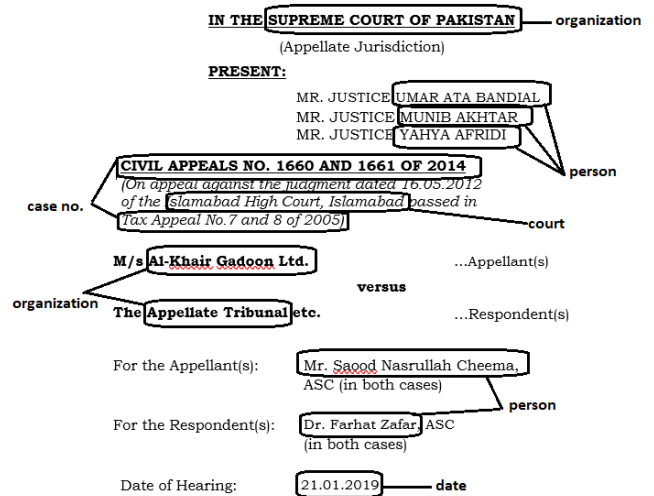 IN THE SUPREME COURT OF PAKISTAN organization
(Appellate Jurisdiction)
PRESENT:
MR. JUSTICE UMAR ATA BANDIAL
MR. JUSTICE MUNIB AKHTAR
MR. JUSTICE YAHYA AFRIDI
person
CIVIL APPEALS NO. 1660 AND 1661 OF 2014
(On appeal against the judgment dated 16.05.2012
case no.
of the Islamabad High Court, Islamabad passed in
Tax Appeal No.7 and 8 of 2005)
court
M/s Al-Khair Gadoon Ltd. ...Appellant(s)
versus
organization
The Appellate Tribunal etc. ...Respondent(s)
For the Appellant(s): Mr. Saood Nasrullah Cheema,
ASC (in both cases)
person
For the Respondent(s): Dr. Farhat Zafar, ASC
(in both cases)
Date of Hearing: 21.01.2019 date